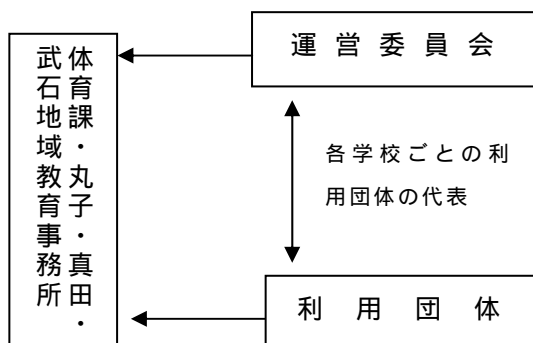 運営委員会
体育課・丸子・真田・
武石地域教育事務所
各学校ごとの利
用団体の代表
利用団体